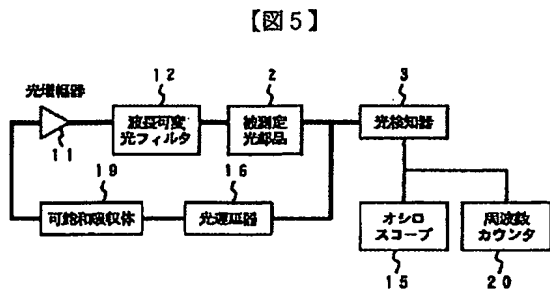 【図5】
12
2
3
光増幅器
波長可変
光フィルタ
被測定
光部品
光検知器
11
19
16
可飽和吸収体
光遅延器
オシロ
スコープ
周波数
カウンタ
15
20